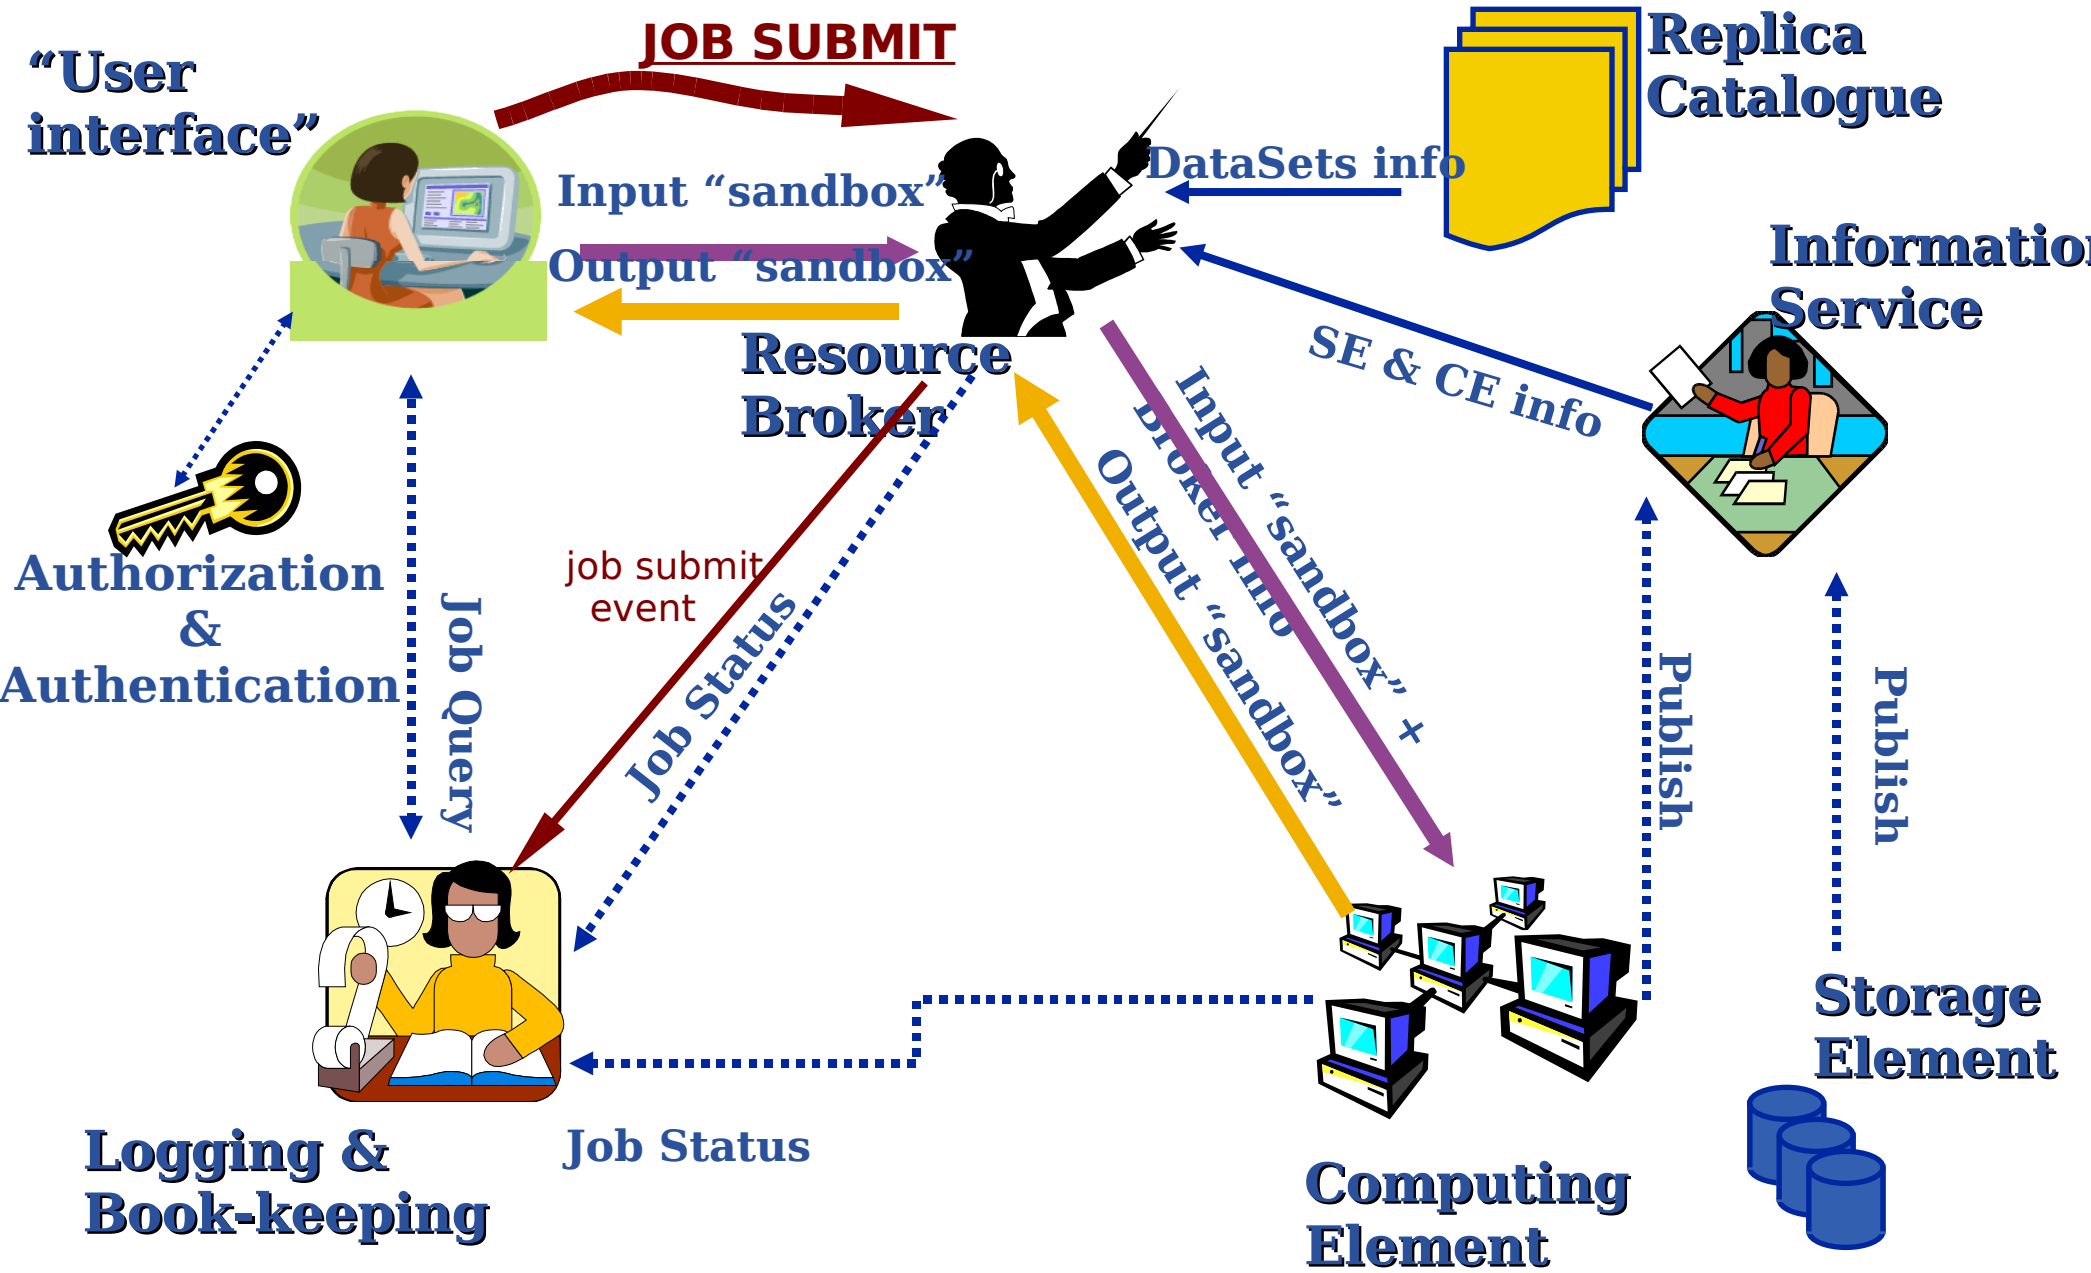 JOB SUBMIT
“User
interface”
Replica
Catalogue
DataSets info
Input “sandbox”
Output “sandbox”
Information
Service
Resource
Broker
SE & CE info
Input “sandbox” +
Broker Info
Output “sandbox”
Authorization
&
Authentication
job submit
event
Job Query
Job Status
Publish
Publish
Storage
Element
Logging &
Book-keeping
Job Status
Computing
Element